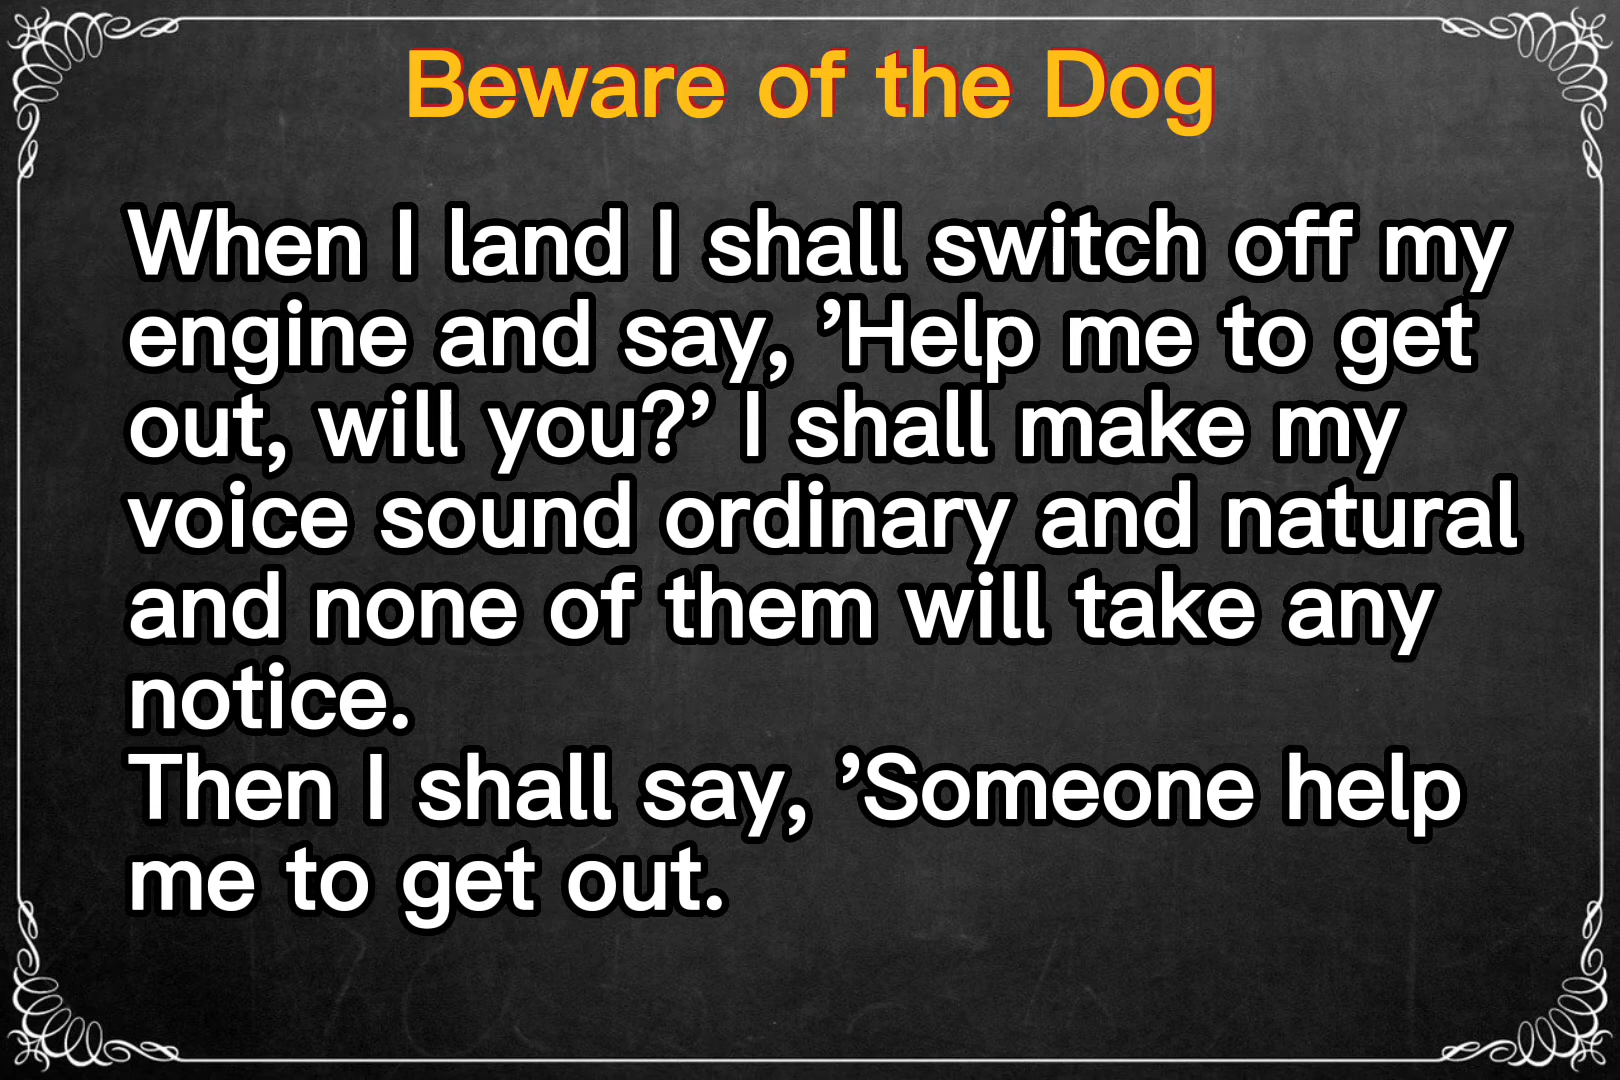 Beware of the Dog
When I land I shall switch off my
engine and say, ’Help me to get
out, will you?’ I shall make my
voice sound ordinary and natural
and none of them will take any
notice.
Then I shall say, ’Someone help
me to get out.